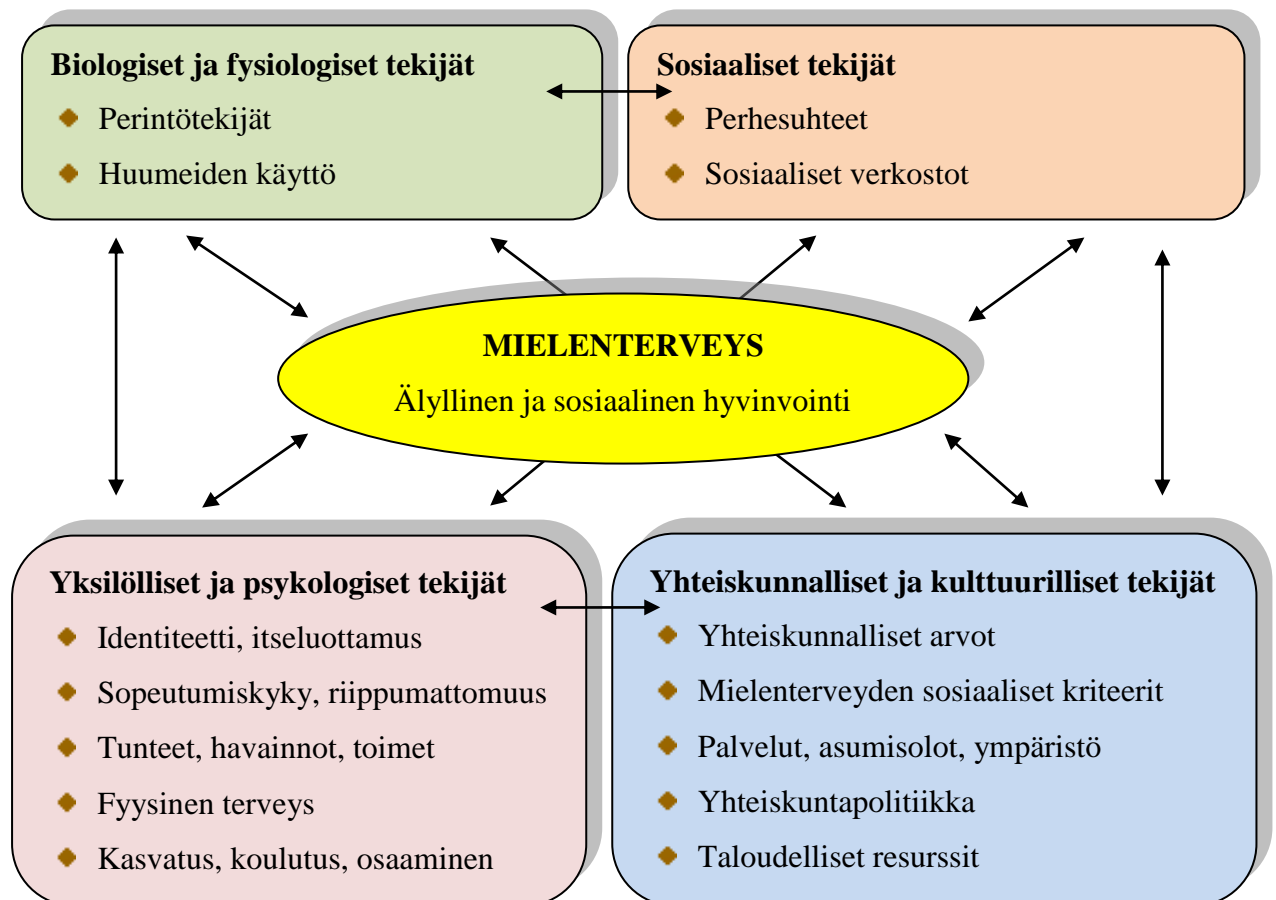 Biologiset ja fysiologiset tekijät
Perintötekijät
Huumeiden käyttö
Sosiaaliset tekijät
Perhesuhteet
Sosiaaliset verkostot
MIELENTERVEYS
Älyllinen ja sosiaalinen hyvinvointi
Yksilölliset ja psykologiset tekijät
Identiteetti, itseluottamus
Sopeutumiskyky, riippumattomuus
Tunteet, havainnot, toimet
Fyysinen terveys
Kasvatus, koulutus, osaaminen
Yhteiskunnalliset ja kulttuurilliset tekijät
Yhteiskunnalliset arvot
Mielenterveyden sosiaaliset kriteerit
Palvelut, asumisolot, ympäristö
Yhteiskuntapolitiikka
Taloudelliset resurssit